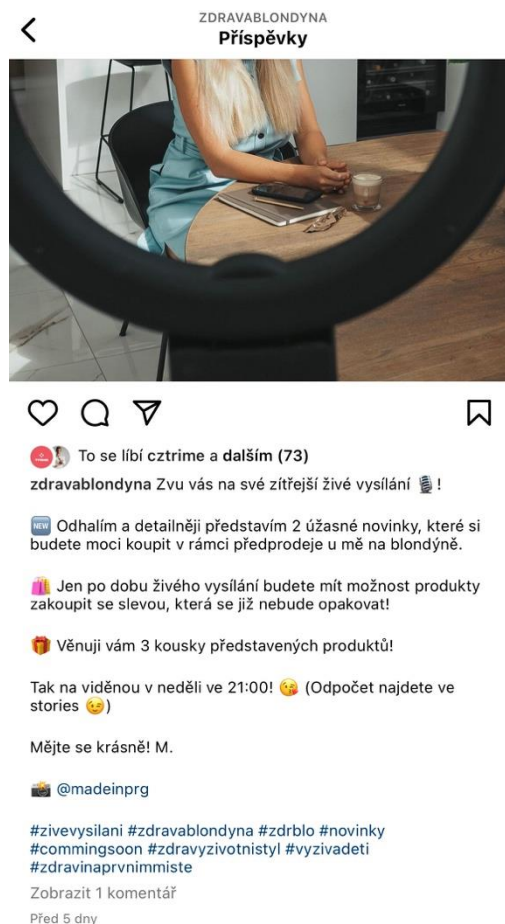 ZDRAVABLONDYNA
Příspěvky
To se líbí cztrime a dalším (73)
zdravablondyna Zvu vás na své zítřejší živé vysílání 🎙️!
🆕 Odhalím a detailněji představím 2 úžasné novinky, které si
budete moci koupit v rámci předprodeje u mě na blondýně.
🛍️ Jen po dobu živého vysílání budete mít možnost produkty
zakoupit se slevou, která se již nebude opakovat!
🎁 Věnuji vám 3 kousky představených produktů!
Tak na viděnou v neděli ve 21:00! 😘 (Odpočet najdete ve
stories 😉)
Mějte se krásně! M.
📸 @madeinprg
#zivevysilani #zdravablondyna #zdrblo #novinky
#commingsoon #zdravyzivotnistyl #vyzivadeti
#zdravinaprvnimmiste
Zobrazit 1 komentář
Před 5 dny